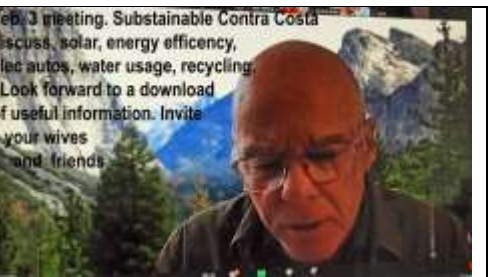 eb. 3 meeting. Substainable Contra Costa
iscuss, solar, energy efficency,
lec autos, water usage, recycling.
Look forward to a download
f useful information. Invite
your wives
and friends